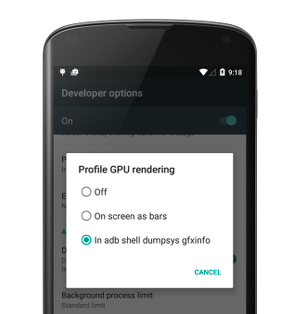 9:18
Developer options
On
Profile GPU rendering
Off
On screen as bars
In adb shell dumpsys gfxinfo
CANCEL
Background process limit
Standard limit